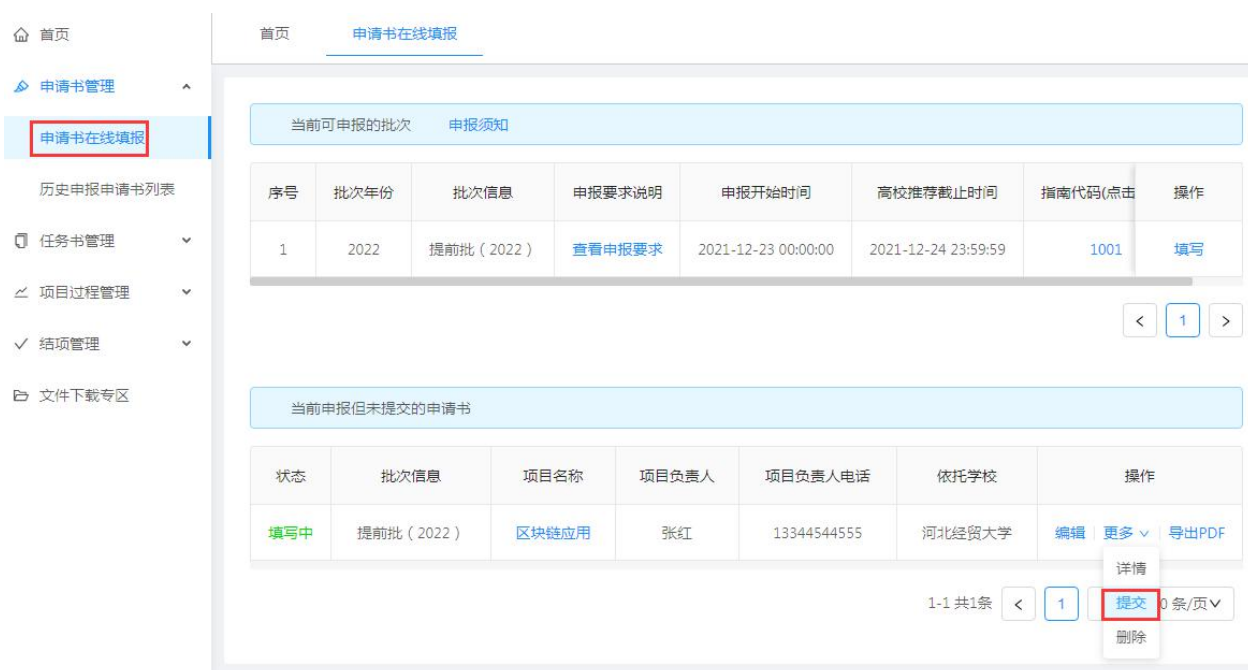 首页
申请书管理
申请书在线填报
历史申报申请书列表
任务书管理
项目过程管理
结项管理
文件下载专区
首页 申请书在线填报
当前可申报的批次 申报须知
序号 批次年份 批次信息 申报要求说明 申报开始时间 高校推荐截止时间 指南代码(点击 操作
1 2022 提前批（2022） 查看申报要求 2021-12-23 00:00:00 2021-12-24 23:59:59 1001 填写
< 1 >
当前申报但未提交的申请书
状态 批次信息 项目名称 项目负责人 项目负责人电话 依托学校 操作
填写中 提前批（2022） 区块链应用 张红 13344544555 河北经贸大学 编辑 更多 导出PDF
详情
1-1 共1条 < 1 提交 0 条/页
删除